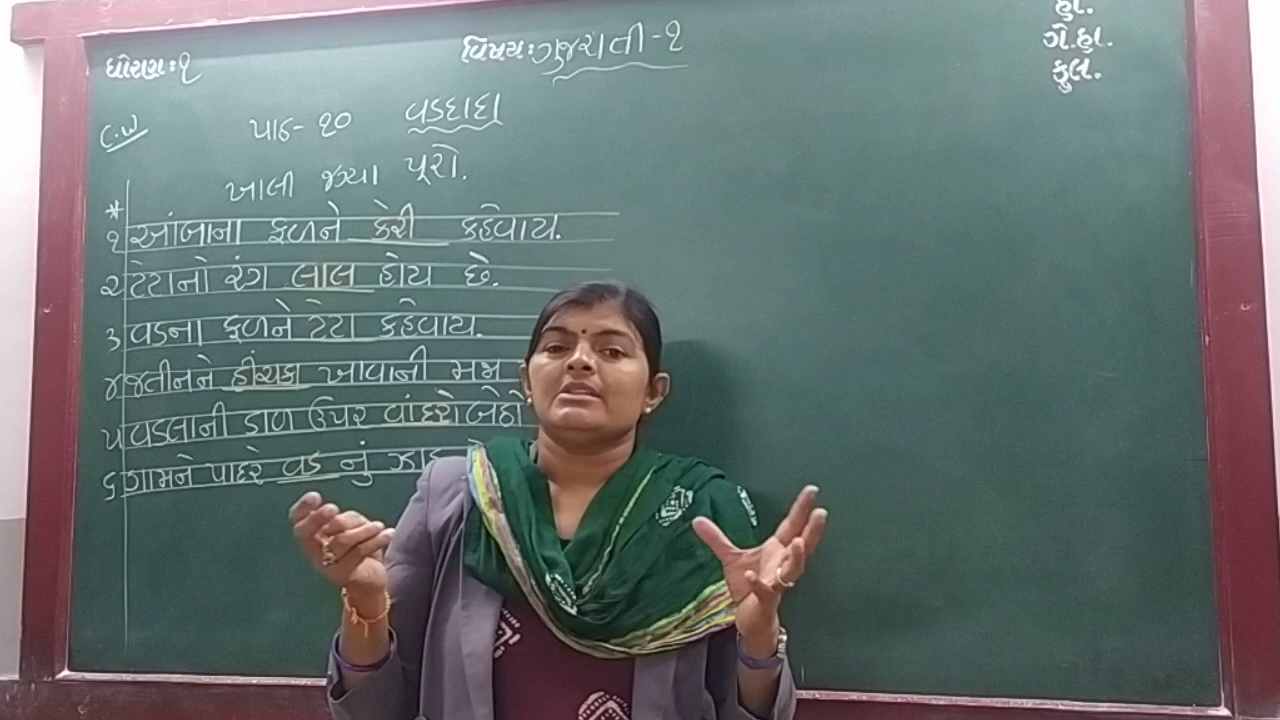 ધોરણ:૧
વિષય:ગુજરાતી-૧
હા.
ગે.હા.
કુલ.
C.W
પાઠ-૧૦ વડદાદા
ખાલી જગ્યા પૂરો.
*
૧ આંબાના ફળને કેરી કહેવાય.
૨ ટેટાનો રંગ લાલ હોય છે.
૩ વડના ફળને ટેટા કહેવાય.
૪ જતીનને હીંચકા ખાવાની મજા
૫ વડલાની ડાળ ઉપર વાંદરો બેઠો
૬ ગામને પાદરે વડ નું ઝાડ